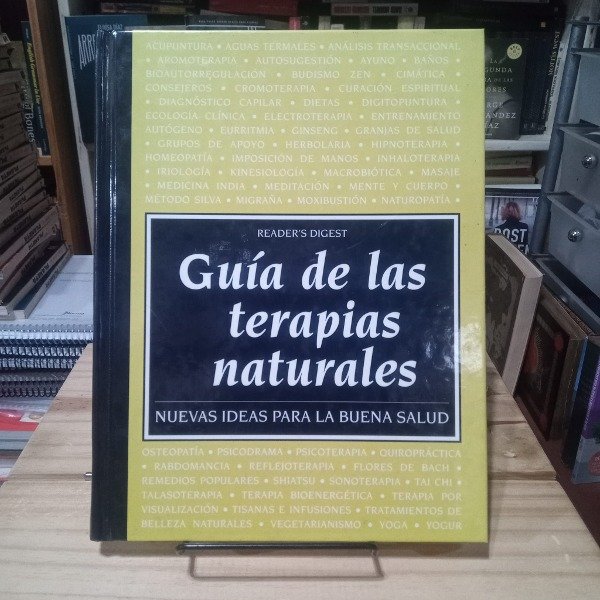 ACUPUNTURA • AGUAS TERMALES • ANÁLISIS TRANSACCIONAL
• AROMOTERAPIA • AUTOSUGESTIÓN • AYUNO • BAÑOS •
BIOAUTORREGULACIÓN • BUDISMO ZEN • CIMÁTICA •
CONSEJEROS • CROMOTERAPIA • CURACIÓN ESPIRITUAL
• DIAGNÓSTICO CAPILAR • DIETAS • DIGITOPUNTURA •
ECOLOGÍA CLÍNICA • ELECTROTERAPIA • ENTRENAMIENTO
AUTÓGENO • EURRITMIA • GINSENG • GRANJAS DE SALUD
• GRUPOS DE APOYO • HERBOLARIA • HIPNOTERAPIA •
HOMEOPATÍA • IMPOSICIÓN DE MANOS • INHALOTERAPIA
• IRIOLOGÍA • KINESIOLOGÍA • MACROBIÓTICA • MASAJE
• MEDICINA INDIA • MEDITACIÓN • MENTE Y CUERPO •
MÉTODO SILVA • MIGRAÑA • MOXIBUSTIÓN • NATUROPATÍA •
READER'S DIGEST
Guía de las
terapias
naturales
NUEVAS IDEAS PARA LA BUENA SALUD
OSTEOPATÍA • PSICODRAMA • PSICOTERAPIA • QUIROPRÁCTICA
• RABDOMANCIA • REFLEJOTERAPIA • FLORES DE BACH •
REMEDIOS POPULARES • SHIATSU • SONOTERAPIA • TAI CHI •
TALASOTERAPIA • TERAPIA BIOENERGÉTICA • TERAPIA POR
VISUALIZACIÓN • TISANAS E INFUSIONES • TRATAMIENTOS DE
BELLEZA NATURALES • VEGETARIANISMO • YOGA • YOGUR